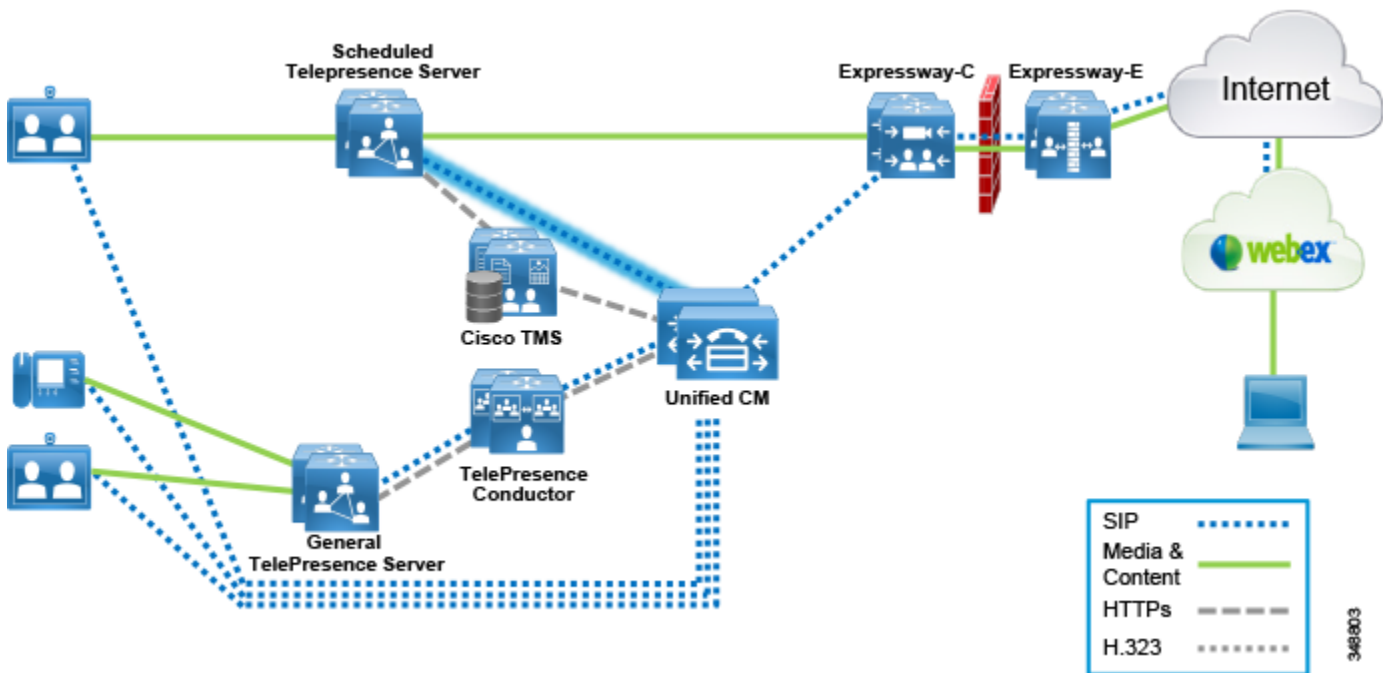 Scheduled
Telepresence Server
Expressway-C
Expressway-E
Internet
webex
Cisco TMS
Unified CM
TelePresence
Conductor
General
TelePresence Server
SIP
Media &
Content
HTTPs
H.323
348803